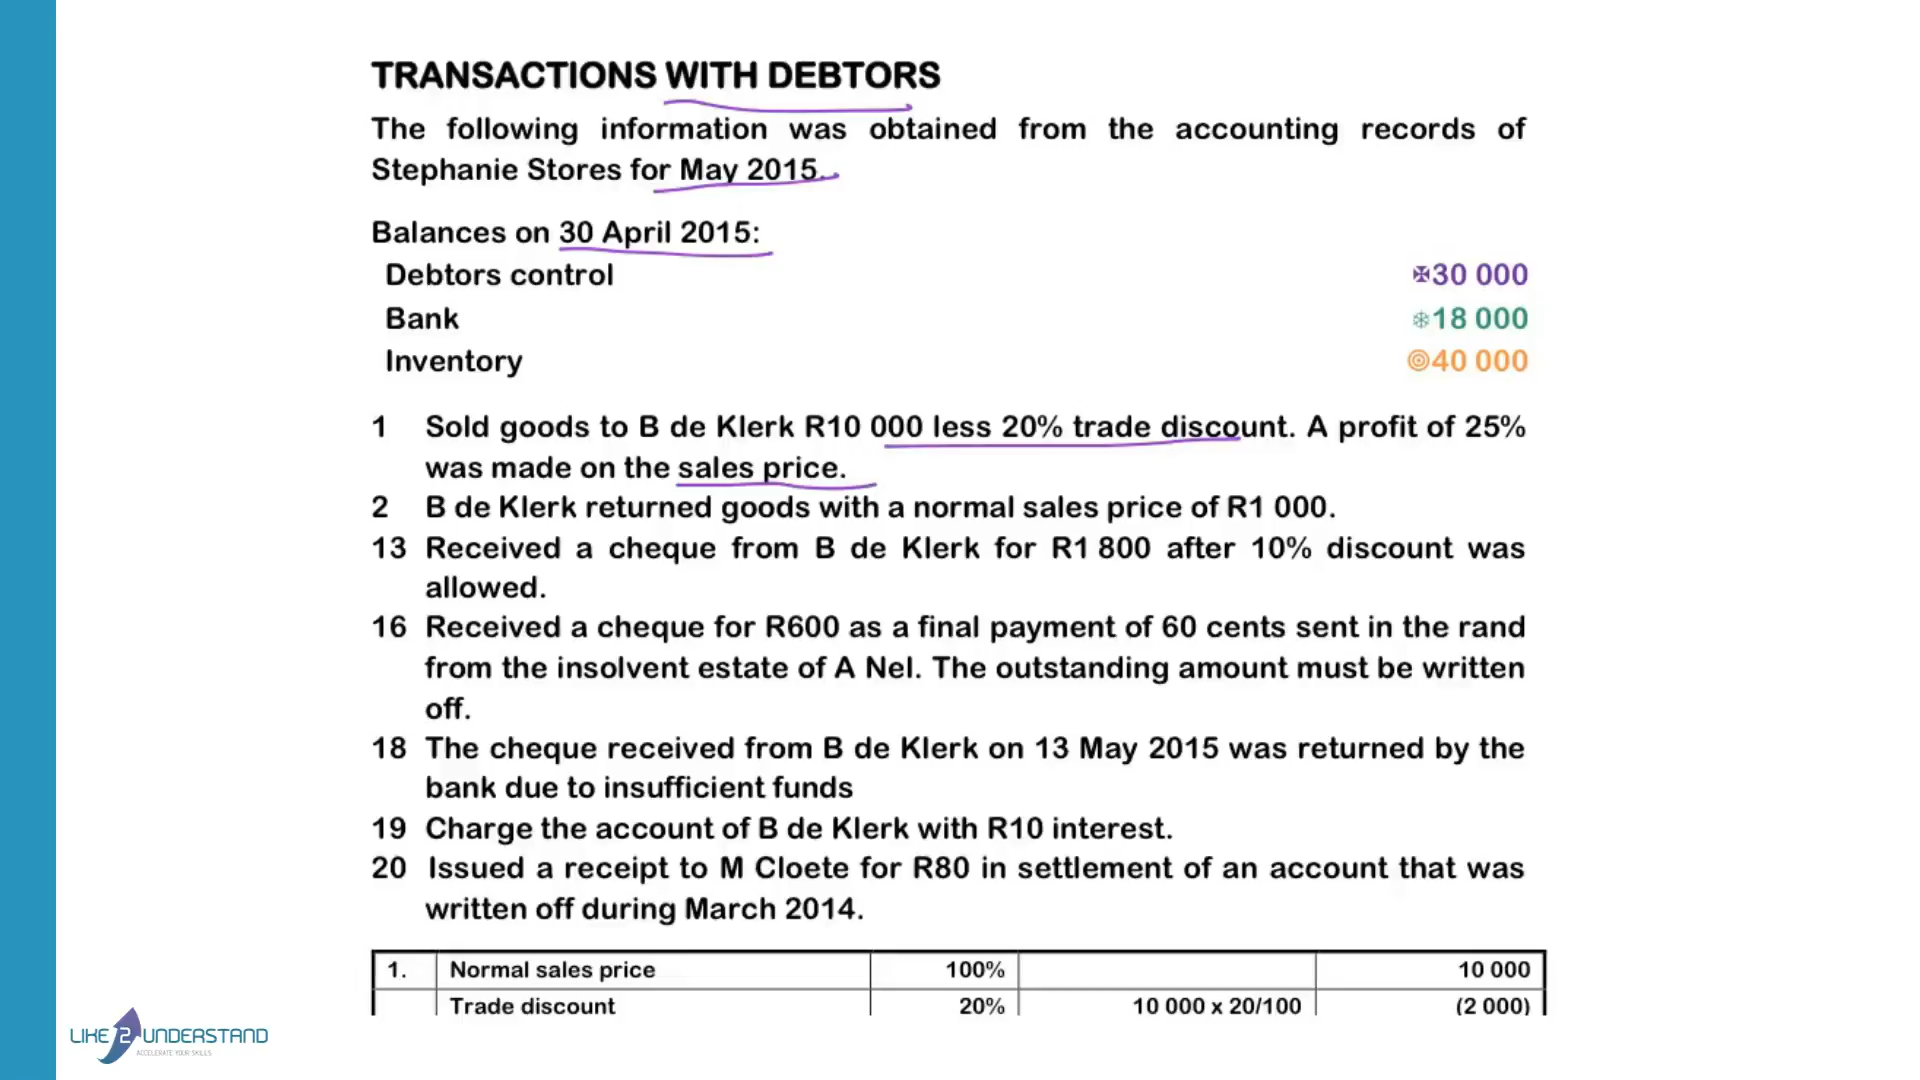 TRANSACTIONS WITH DEBTORS
The following information was obtained from the accounting records of
Stephanie Stores for May 2015.
Balances on 30 April 2015:
Debtors control ✠30 000
Bank ❄18 000
Inventory ◎40 000
1 Sold goods to B de Klerk R10 000 less 20% trade discount. A profit of 25%
was made on the sales price.
2 B de Klerk returned goods with a normal sales price of R1 000.
13 Received a cheque from B de Klerk for R1 800 after 10% discount was
allowed.
16 Received a cheque for R600 as a final payment of 60 cents sent in the rand
from the insolvent estate of A Nel. The outstanding amount must be written
off.
18 The cheque received from B de Klerk on 13 May 2015 was returned by the
bank due to insufficient funds
19 Charge the account of B de Klerk with R10 interest.
20 Issued a receipt to M Cloete for R80 in settlement of an account that was
written off during March 2014.
1. Normal sales price 100% 10 000
Trade discount 20% 10 000 x 20/100 (2 000)
LIKE 2 UNDERSTAND
ACCELERATE YOUR SKILLS